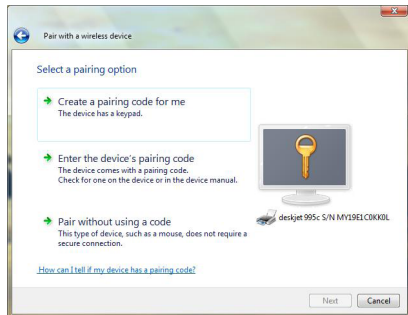 Pair with a wireless device
Select a pairing option
Create a pairing code for me
The device has a keypad.
Enter the device's pairing code
The device comes with a pairing code.
Check for one on the device or in the device manual.
deskjet 995c S/N MY19E1C0KK0L
Pair without using a code
This type of device, such as a mouse, does not require a
secure connection.
How can I tell if my device has a pairing code?
Next
Cancel